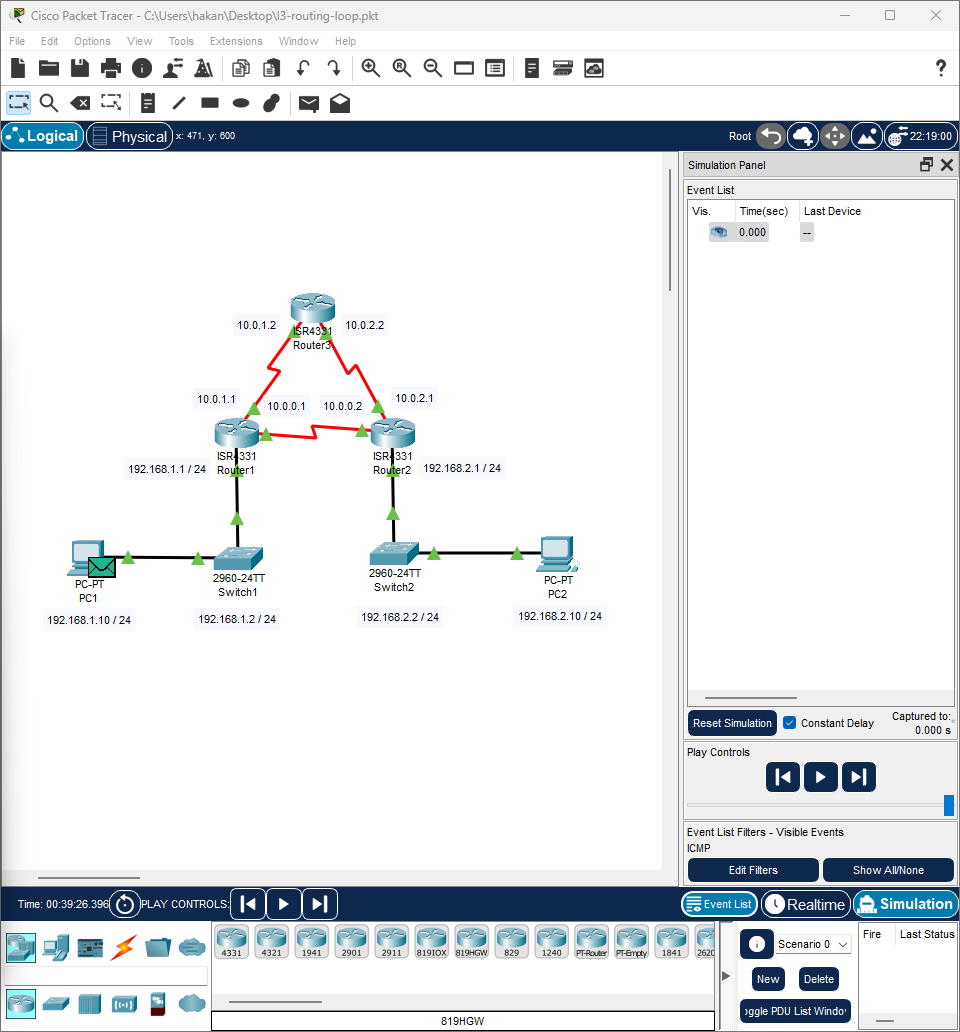 Cisco Packet Tracer - C:\Users\hakan\Desktop\l3-routing-loop.pkt
File Edit Options View Tools Extensions Window Help
Logical Physical x: 471, y: 600 Root 22:19:00
Simulation Panel
Event List
Vis. Time(sec) Last Device
0.000 --
10.0.1.2 10.0.2.2
ISR4331
Router3
10.0.1.1 10.0.0.1 10.0.0.2 10.0.2.1
ISR4331
Router1
ISR4331
Router2
192.168.1.1 / 24 192.168.2.1 / 24
PC-PT
PC1
2960-24TT
Switch1
2960-24TT
Switch2
PC-PT
PC2
192.168.1.10 / 24 192.168.1.2 / 24 192.168.2.2 / 24 192.168.2.10 / 24
Reset Simulation Constant Delay Captured to:
0.000 s
Play Controls
Event List Filters - Visible Events
ICMP
Edit Filters Show All/None
Time: 00:39:26.396 PLAY CONTROLS: Event List Realtime Simulation
4331 4321 1941 2901 2911 819IOX 819HGW 829 1240 PT-Router PT-Empty 1841 2620
Scenario 0
New Delete
oggle PDU List Windo
Fire Last Status
819HGW